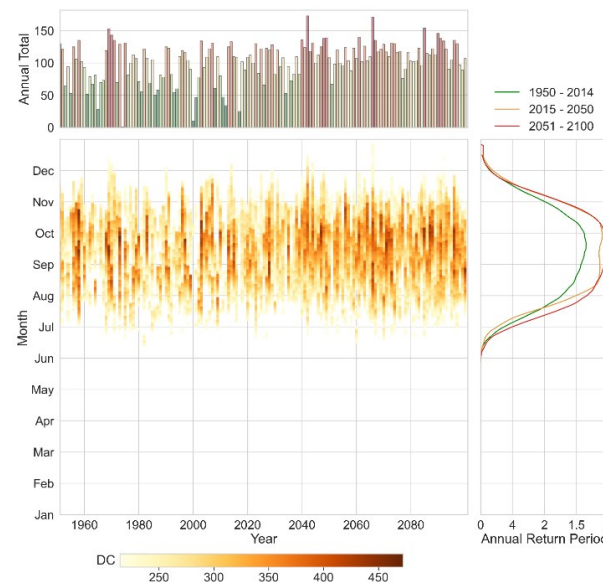 Annual Total
150
100
50
0
1950 - 2014
2015 - 2050
2051 - 2100
Month
Dec
Nov
Oct
Sep
Aug
Jul
Jun
May
Apr
Mar
Feb
Jan
1960 1980 2000 2020 2040 2060 2080
Year
0 4 2 1.5
Annual Return Period
DC
250 300 350 400 450